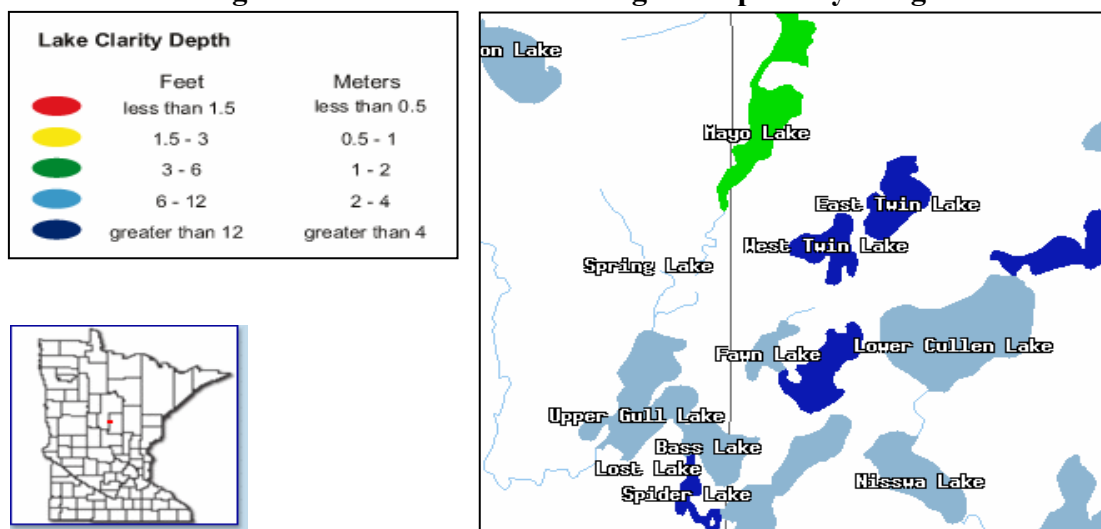 Lake Clarity Depth
Feet Meters
less than 1.5 less than 0.5
1.5 - 3 0.5 - 1
3 - 6 1 - 2
6 - 12 2 - 4
greater than 12 greater than 4
on Lake
Mayo Lake
East Twin Lake
West Twin Lake
Spring Lake
Fawn Lake
Lower Cullen Lake
Upper Gull Lake
Bass Lake
Lost Lake
Spider Lake
Nisswa Lake